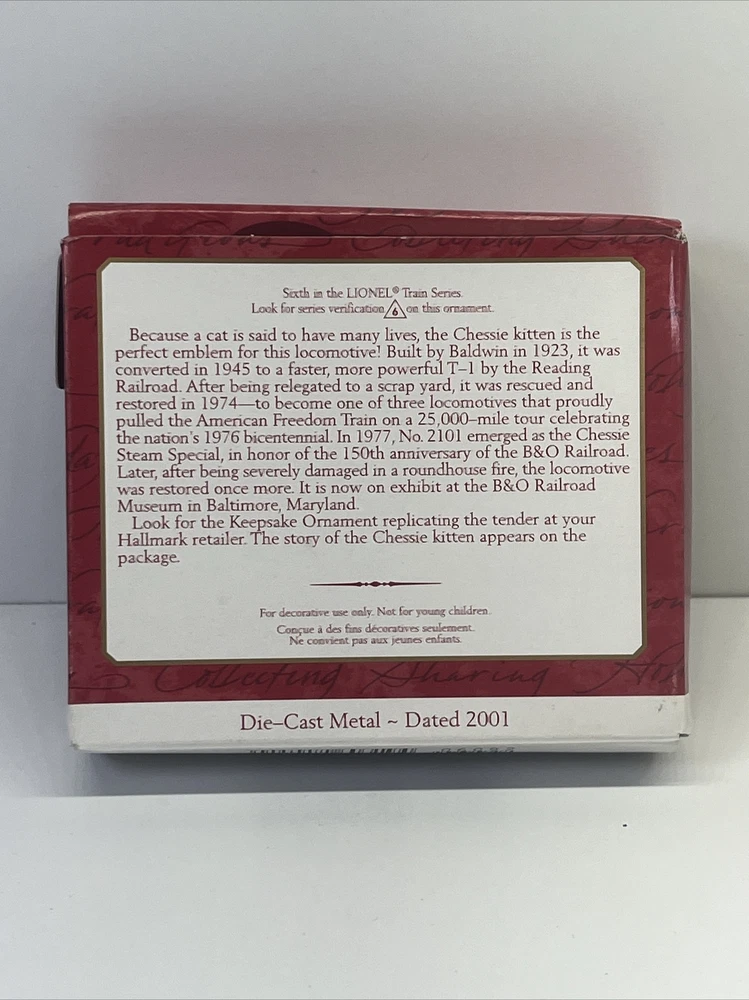 Sixth in the LIONEL® Train Series.
Look for series verification 6 on this ornament.
Because a cat is said to have many lives, the Chessie kitten is the
perfect emblem for this locomotive! Built by Baldwin in 1923, it was
converted in 1945 to a faster, more powerful T–1 by the Reading
Railroad. After being relegated to a scrap yard, it was rescued and
restored in 1974—to become one of three locomotives that proudly
pulled the American Freedom Train on a 25,000–mile tour celebrating
the nation's 1976 bicentennial. In 1977, No. 2101 emerged as the Chessie
Steam Special, in honor of the 150th anniversary of the B&O Railroad.
Later, after being severely damaged in a roundhouse fire, the locomotive
was restored once more. It is now on exhibit at the B&O Railroad
Museum in Baltimore, Maryland.
Look for the Keepsake Ornament replicating the tender at your
Hallmark retailer. The story of the Chessie kitten appears on the
package.
For decorative use only. Not for young children.
Conçue à des fins décoratives seulement.
Ne convient pas aux jeunes enfants.
Collecting Sharing
Die–Cast Metal ~ Dated 2001